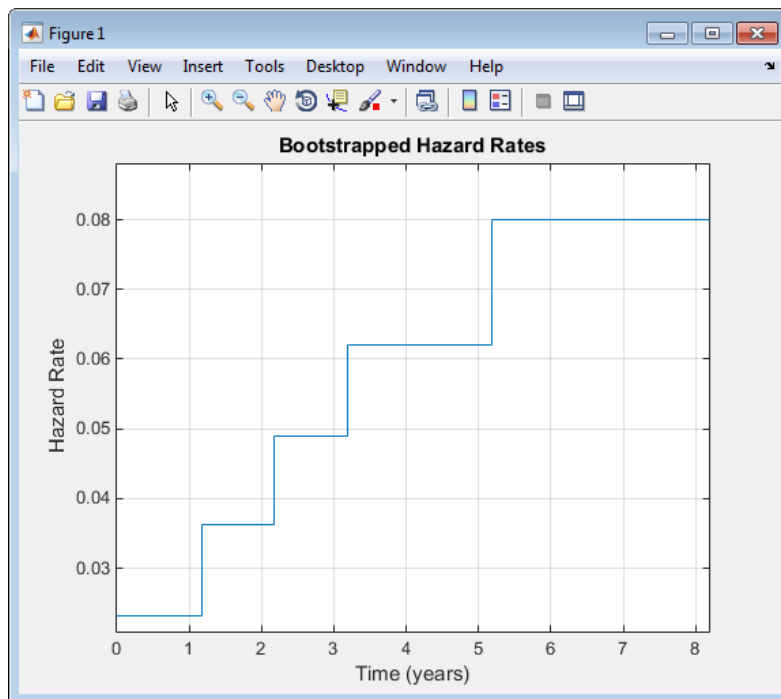 Figure 1
File Edit View Insert Tools Desktop Window Help
Bootstrapped Hazard Rates
0.08
0.07
0.06
0.05
0.04
0.03
Hazard Rate
0 1 2 3 4 5 6 7 8
Time (years)